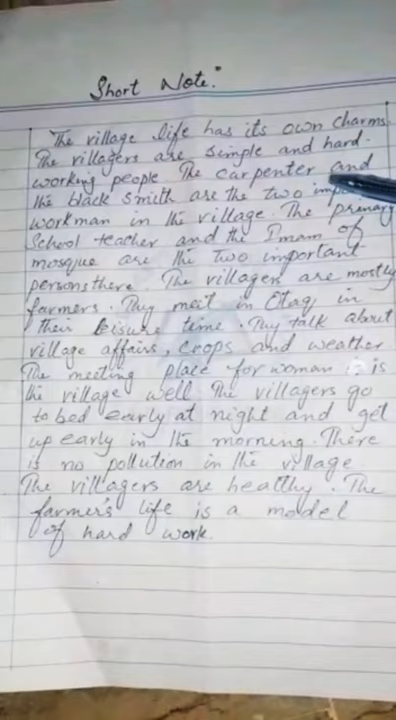 Short Note:
The village life has its own charms.
The villagers are simple and hard.
working people The carpenter and
the black smith are the two
workman in the village. The primary
School teacher and the Imam of
mosque are the two important
persons there. The villagers are mostly
farmers. They meit in Otaq in
their leisure time. They talk about
village affairs, crops and weather
The meeting place for woman is
the village well The villagers go
to bed early at night and get
up early in the morning. There
is no pollution in the village.
The villagers are healthy. The
farmer's life is a model
of hard work.